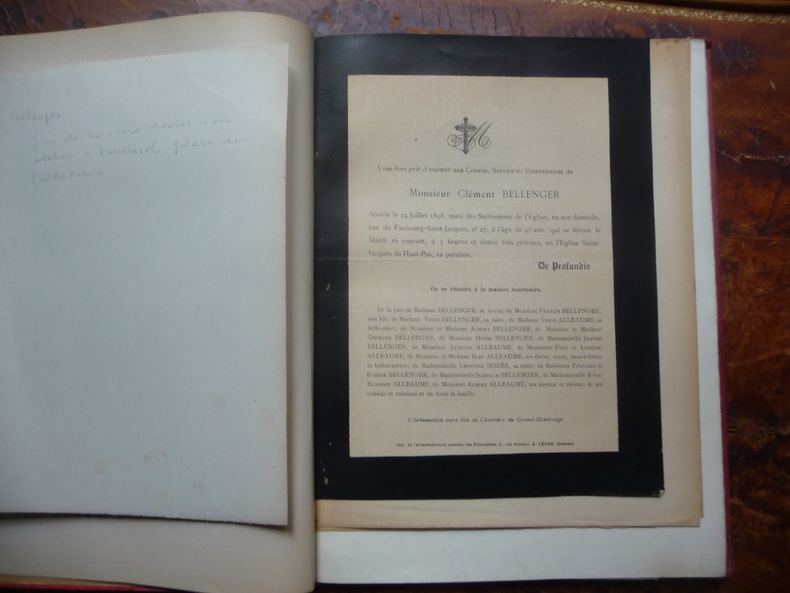 Bellenger
M
Vous êtes prié d'assister aux Convoi, Service et Enterrement de
Monsieur Clément BELLENGER
décédé le 24 Juillet 1898, muni des Sacrements de l'Église, en son domicile,
rue du Faubourg-Saint-Jacques, nº 27, à l'âge de 47 ans, qui se feront le
Mardi 26 courant, à 3 heures et demie très précises, en l'Église Saint-
Jacques du Haut-Pas, sa paroisse.
De Profundis
On se réunira à la maison mortuaire.
De la part de Madame BELLENGER, sa veuve; de Monsieur Francis BELLENGER,
son fils; de Madame Veuve BELLENGER, sa mère; de Madame Veuve ALLEAUME, sa
belle-mère; de Monsieur et Madame Albert BELLENGER, de Monsieur et Madame
Georges BELLENGER, de Monsieur Henri BELLENGER, de Mademoiselle Jeanne
BELLENGER, de Monsieur Auguste ALLEAUME, de Messieurs Paul et Ludovic
ALLEAUME, de Monsieur et Madame ALLEAUME, ses frères, sœur, beaux-frères
et belles-sœurs; de Mademoiselle Léontine HODÉE, sa tante; de Messieurs Fernand et
BELLENGER, de Mademoiselle Isabelle BELLENGER, de Mademoiselle Rose-
Blanche ALLEAUME, de Monsieur Albert ALLEAUME, ses neveux et nièces; de ses
cousins et cousines et de toute la famille.
L'inhumation aura lieu au Cimetière du Grand-Montrouge.